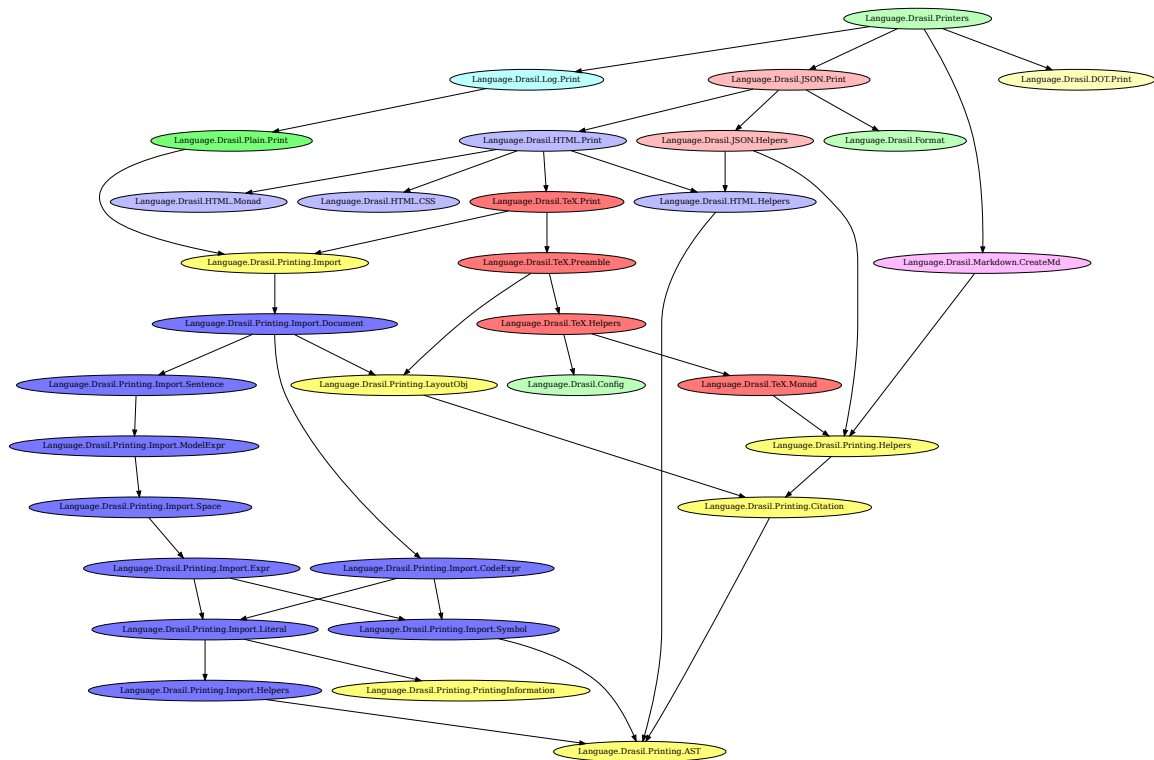 Language.Drasil.Printers
Language.Drasil.Log.Print
Language.Drasil.JSON.Print
Language.Drasil.DOT.Print
Language.Drasil.Plain.Print
Language.Drasil.HTML.Print
Language.Drasil.JSON.Helpers
Language.Drasil.Format
Language.Drasil.HTML.Monad
Language.Drasil.HTML.CSS
Language.Drasil.TeX.Print
Language.Drasil.HTML.Helpers
Language.Drasil.Printing.Import
Language.Drasil.TeX.Preamble
Language.Drasil.Markdown.CreateMd
Language.Drasil.Printing.Import.Document
Language.Drasil.TeX.Helpers
Language.Drasil.Printing.Import.Sentence
Language.Drasil.Printing.LayoutObj
Language.Drasil.Config
Language.Drasil.TeX.Monad
Language.Drasil.Printing.Import.ModelExpr
Language.Drasil.Printing.Helpers
Language.Drasil.Printing.Import.Space
Language.Drasil.Printing.Citation
Language.Drasil.Printing.Import.Expr
Language.Drasil.Printing.Import.CodeExpr
Language.Drasil.Printing.Import.Literal
Language.Drasil.Printing.Import.Symbol
Language.Drasil.Printing.Import.Helpers
Language.Drasil.Printing.PrintingInformation
Language.Drasil.Printing.AST